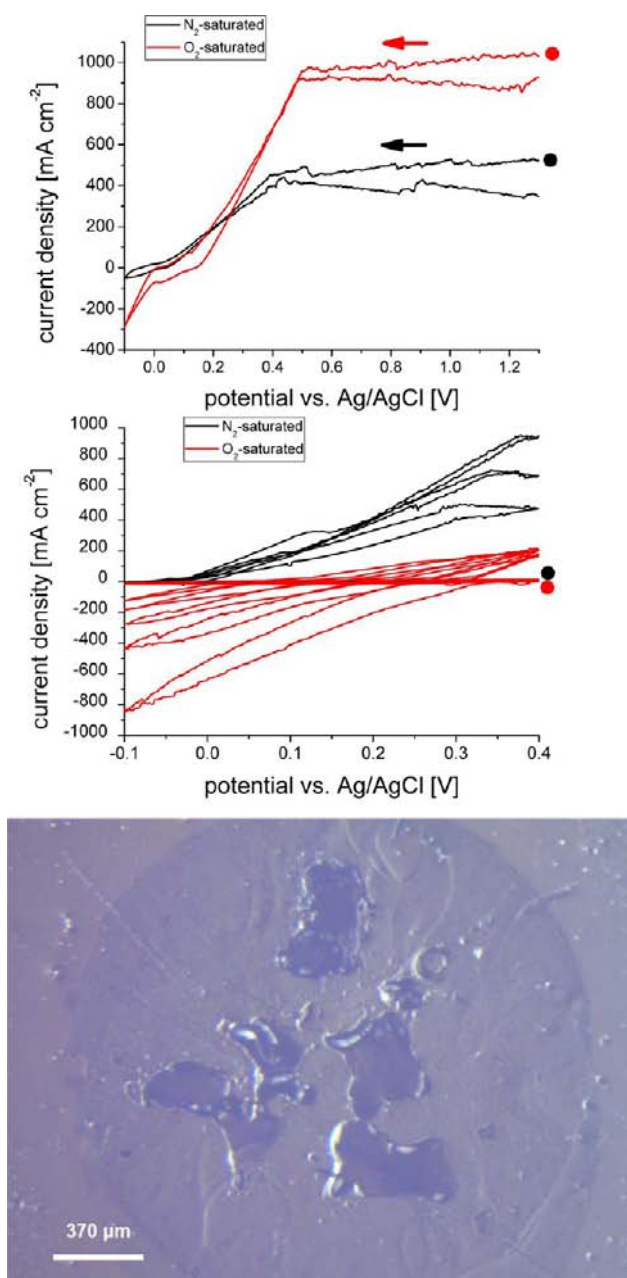 N2-saturated
O2-saturated
1000
800
600
400
200
0
-200
-400
current density [mA cm-2]
0.0 0.2 0.4 0.6 0.8 1.0 1.2
potential vs. Ag/AgCl [V]
N2-saturated
O2-saturated
1000
800
600
400
200
0
-200
-400
-600
-800
-1000
current density [mA cm-2]
-0.1 0.0 0.1 0.2 0.3 0.4
potential vs. Ag/AgCl [V]
370 µm